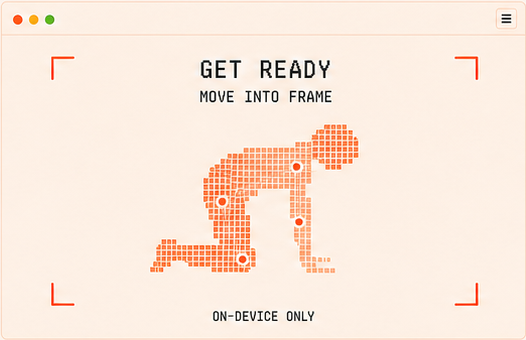 GET READY
MOVE INTO FRAME
ON-DEVICE ONLY